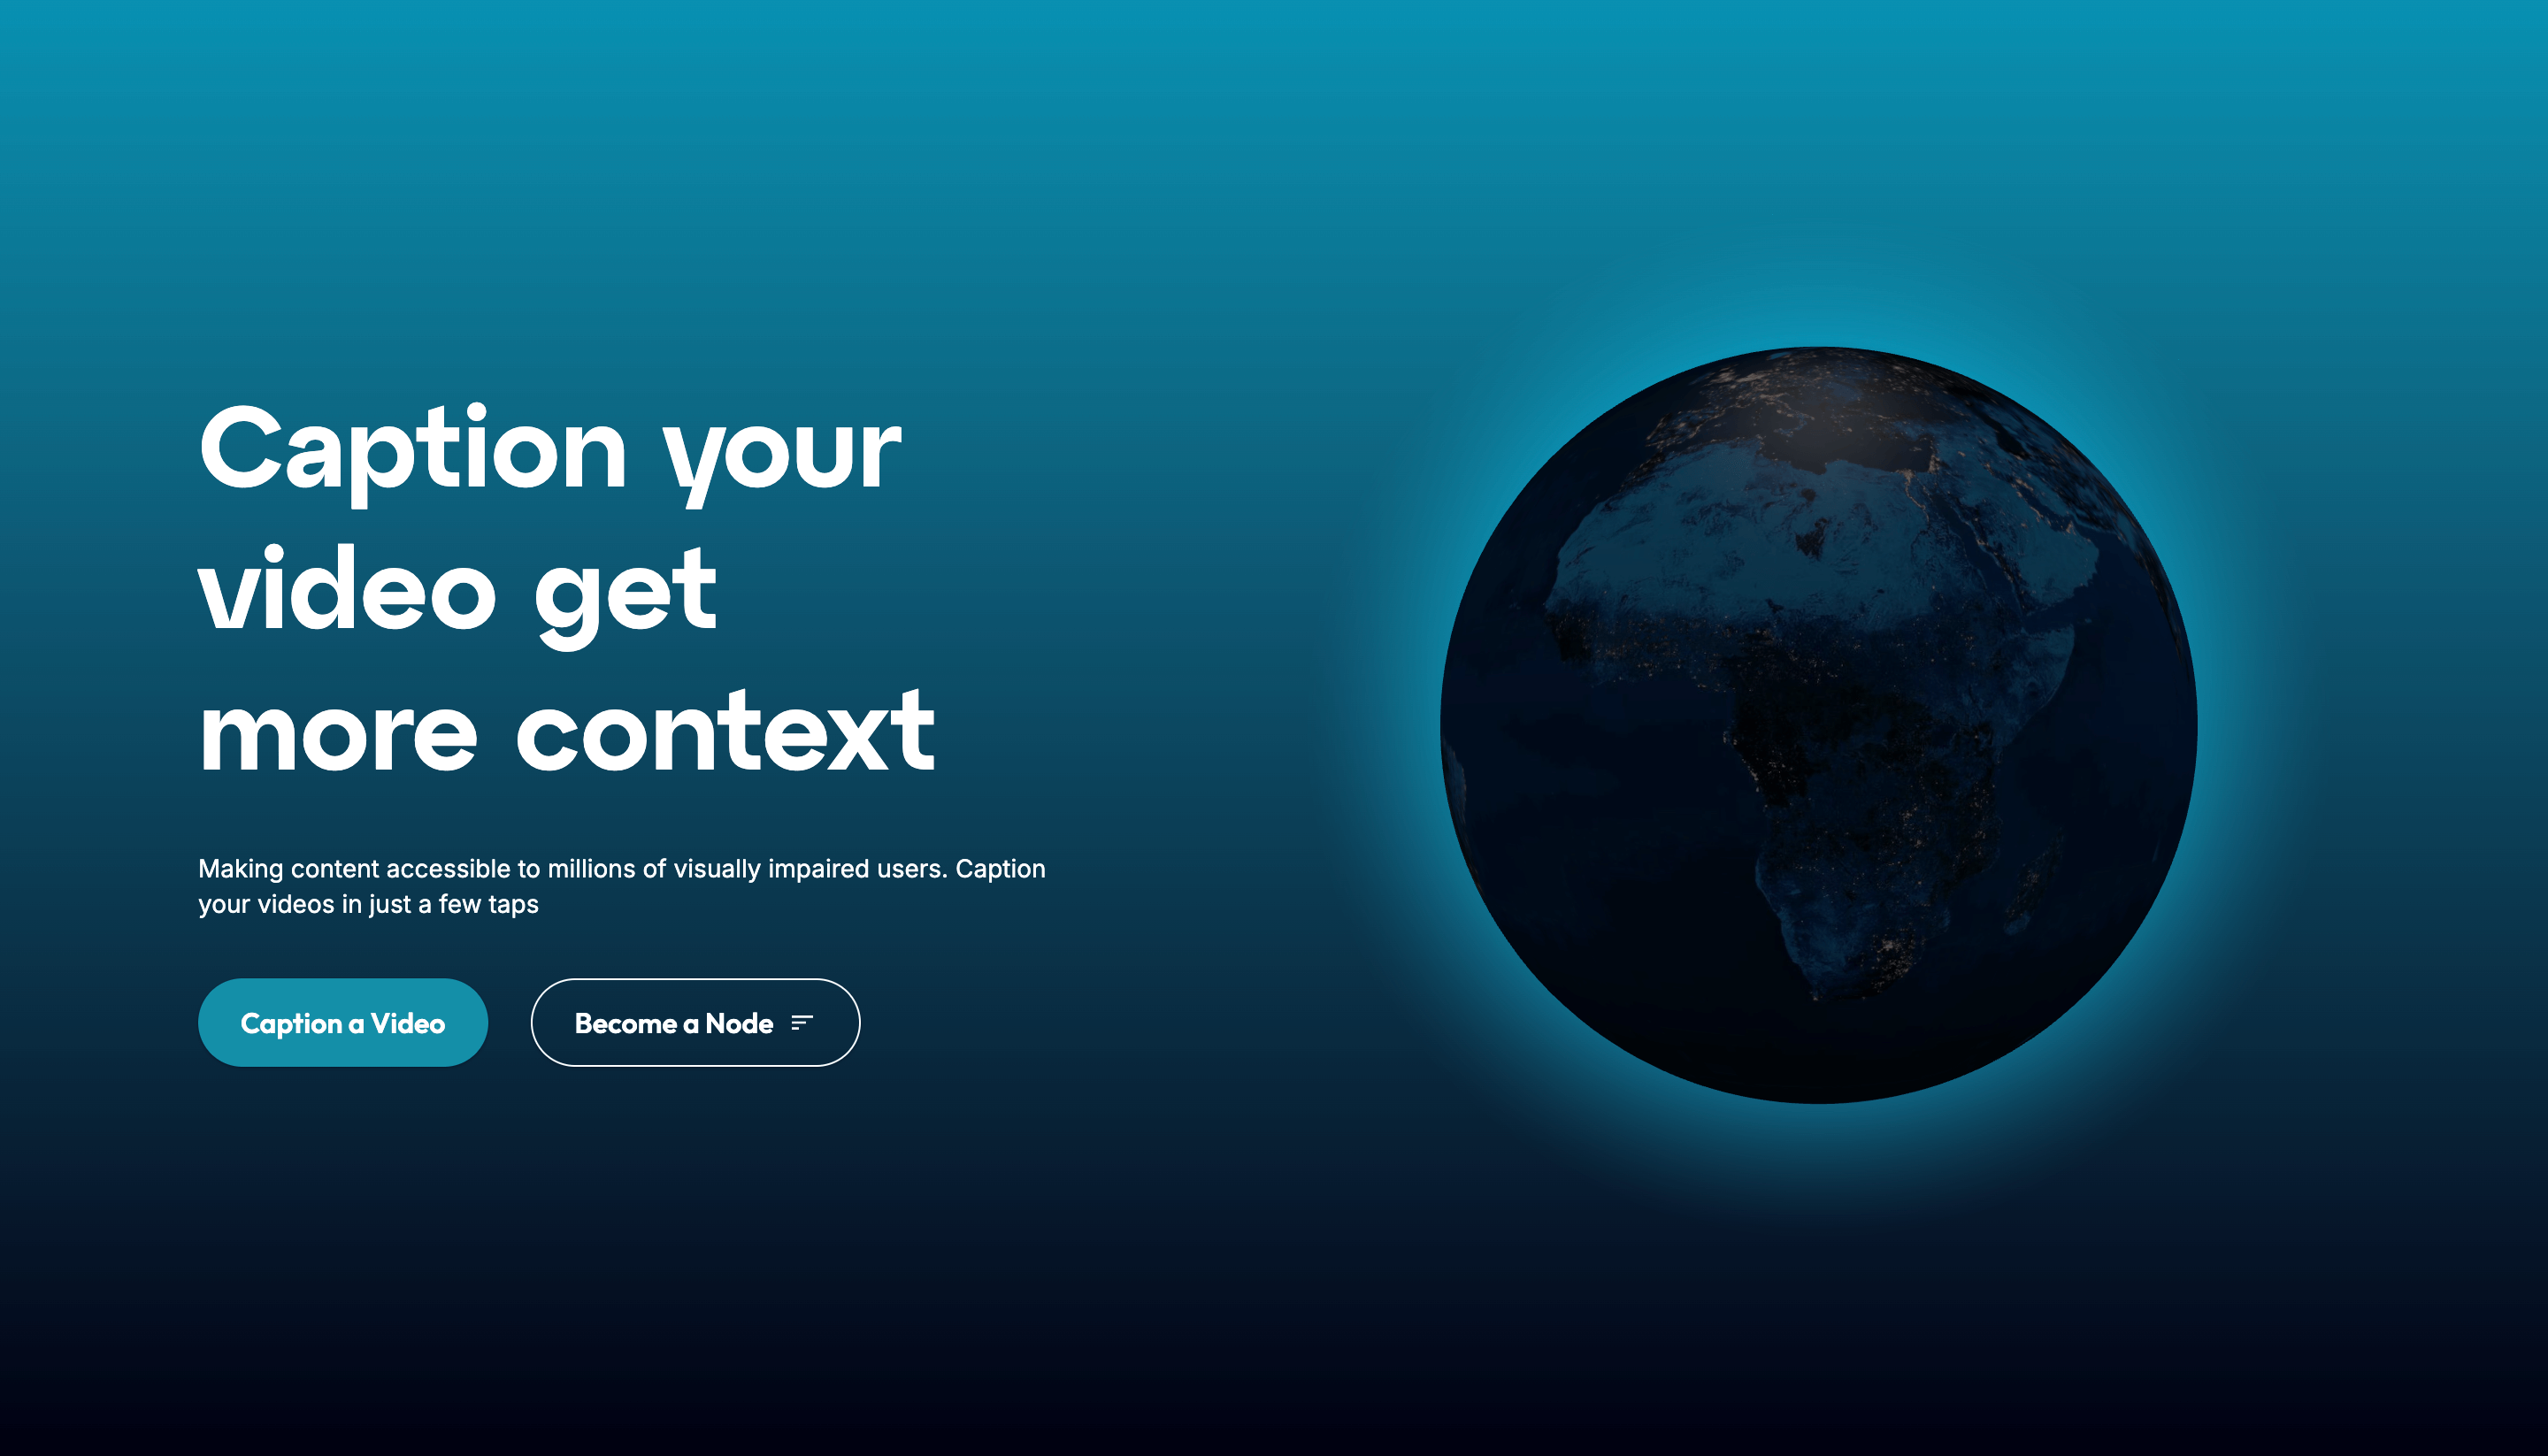 Caption your
video get
more context
Making content accessible to millions of visually impaired users. Caption
your videos in just a few taps
Caption a Video
Become a Node